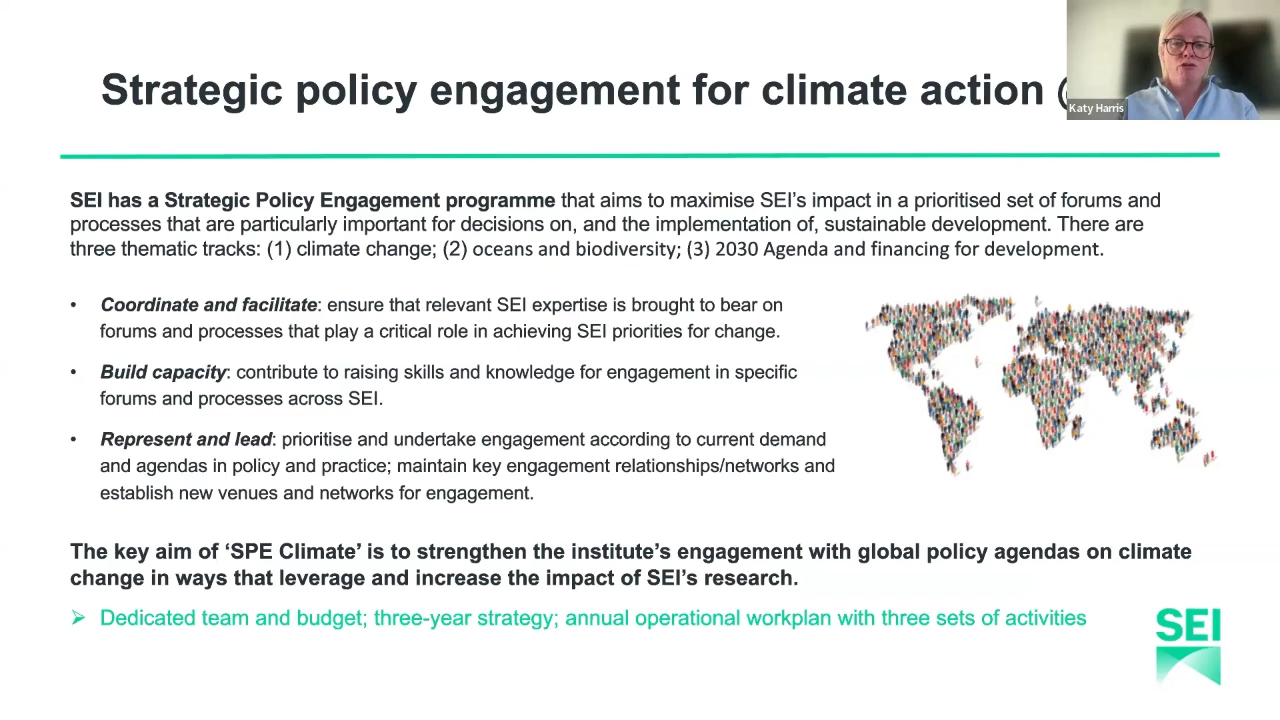 Strategic policy engagement for climate action
Katy Harris
SEI has a Strategic Policy Engagement programme that aims to maximise SEI's impact in a prioritised set of forums and
processes that are particularly important for decisions on, and the implementation of, sustainable development. There are
three thematic tracks: (1) climate change; (2) oceans and biodiversity; (3) 2030 Agenda and financing for development.
• Coordinate and facilitate: ensure that relevant SEI expertise is brought to bear on
forums and processes that play a critical role in achieving SEI priorities for change.
• Build capacity: contribute to raising skills and knowledge for engagement in specific
forums and processes across SEI.
• Represent and lead: prioritise and undertake engagement according to current demand
and agendas in policy and practice; maintain key engagement relationships/networks and
establish new venues and networks for engagement.
The key aim of ‘SPE Climate’ is to strengthen the institute’s engagement with global policy agendas on climate
change in ways that leverage and increase the impact of SEI’s research.
➢ Dedicated team and budget; three-year strategy; annual operational workplan with three sets of activities
SEI